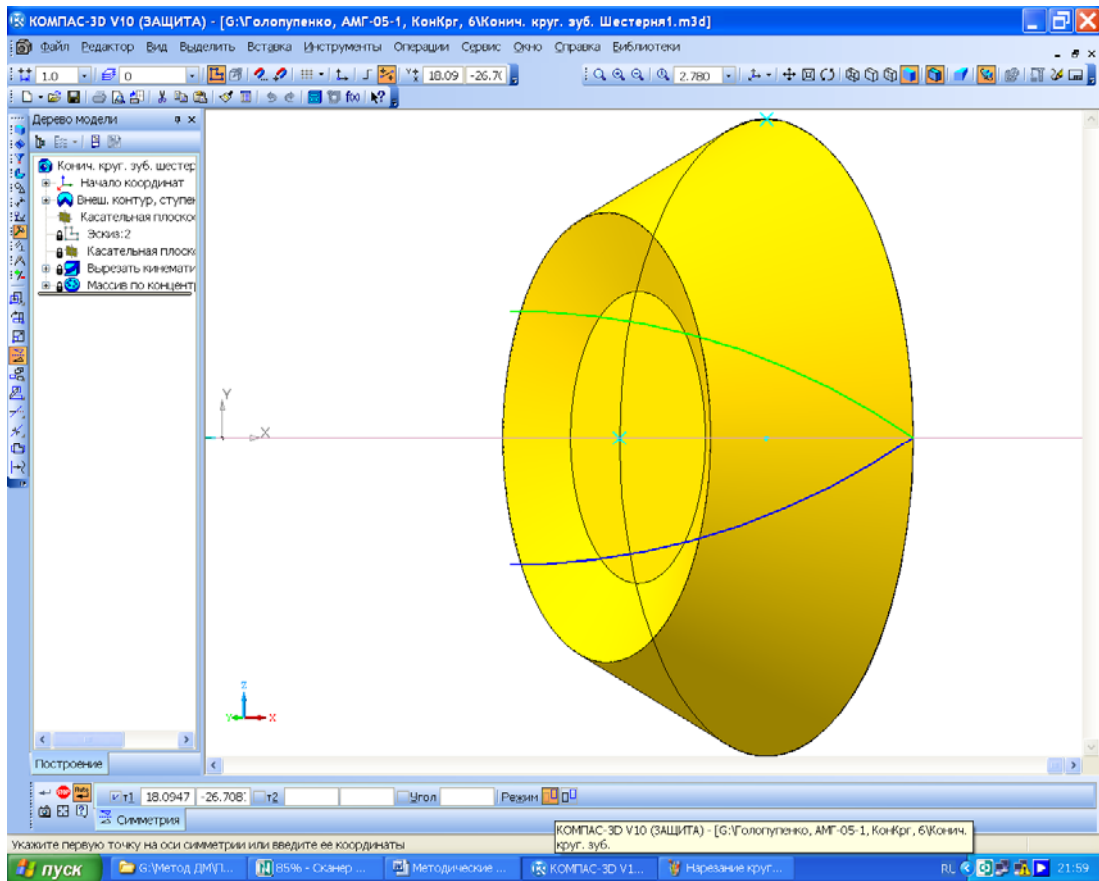 КОМПАС-3D V10 (ЗАЩИТА) - [G:\Голопупенко, АМГ-05-1, КонКрг, 6\Конич. круг. зуб. Шестерня1.m3d]
Файл Редактор Вид Выделить Вставка Инструменты Операции Сервис Окно Справка Библиотеки
1.0 0 18.09 -26.7( 2.780
Дерево модели
Конич. круг. зуб. шестер
Начало координат
Внеш. контур, ступен
Касательная плоско
Эскиз:2
Касательная плоско
Вырезать кинемати
Массив по концент
Y
X
Z
Y X
Построение
т1 18.0947 -26.708: т2 Угол Режим
Симметрия
КОМПАС-3D V10 (ЗАЩИТА) - [G:\Голопупенко, АМГ-05-1, КонКрг, 6\Конич.
круг. зуб.
Укажите первую точку на оси симметрии или введите ее координаты
пуск G:\Метод ДМ\П... 85% - Сканер ... Методические ... КОМПАС-3D V1... Нарезание круг... RL 21:59